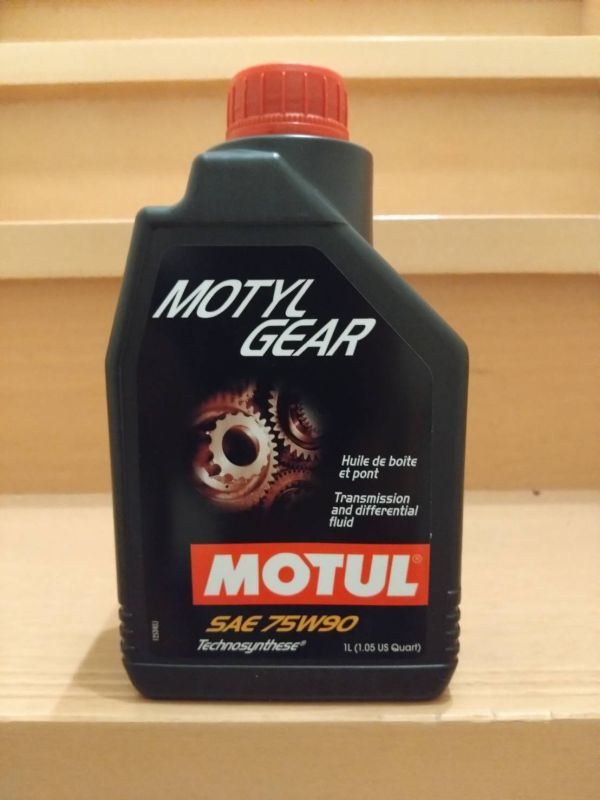 MOTYL
GEAR
Huile de boîte
et pont
Transmission
and differential
fluid
MOTUL®
SAE 75W90
Technosynthese®
1L (1.05 US Quart)